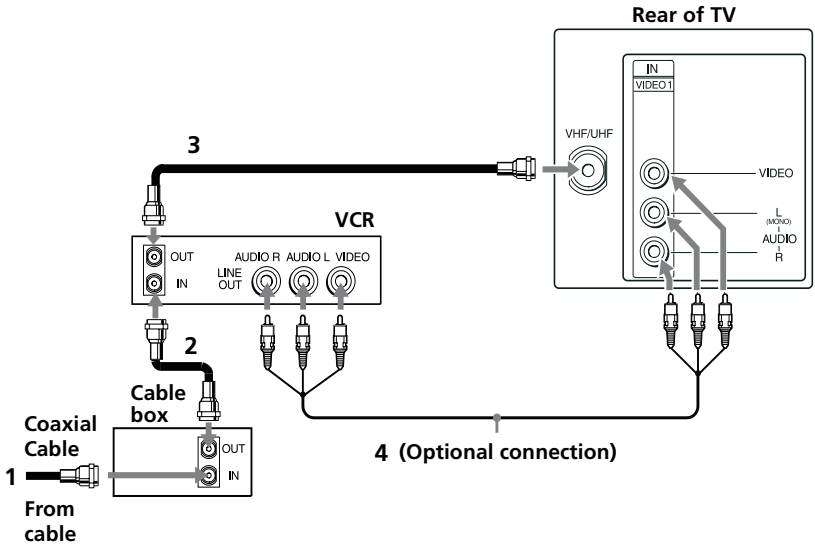 Rear of TV
IN
VIDEO 1
VHF/UHF
3
VIDEO
L
(MONO)
AUDIO
R
VCR
OUT
IN
AUDIO R AUDIO L VIDEO
LINE
OUT
2
Cable
box
Coaxial
Cable
OUT
IN
1
From
cable
4 (Optional connection)